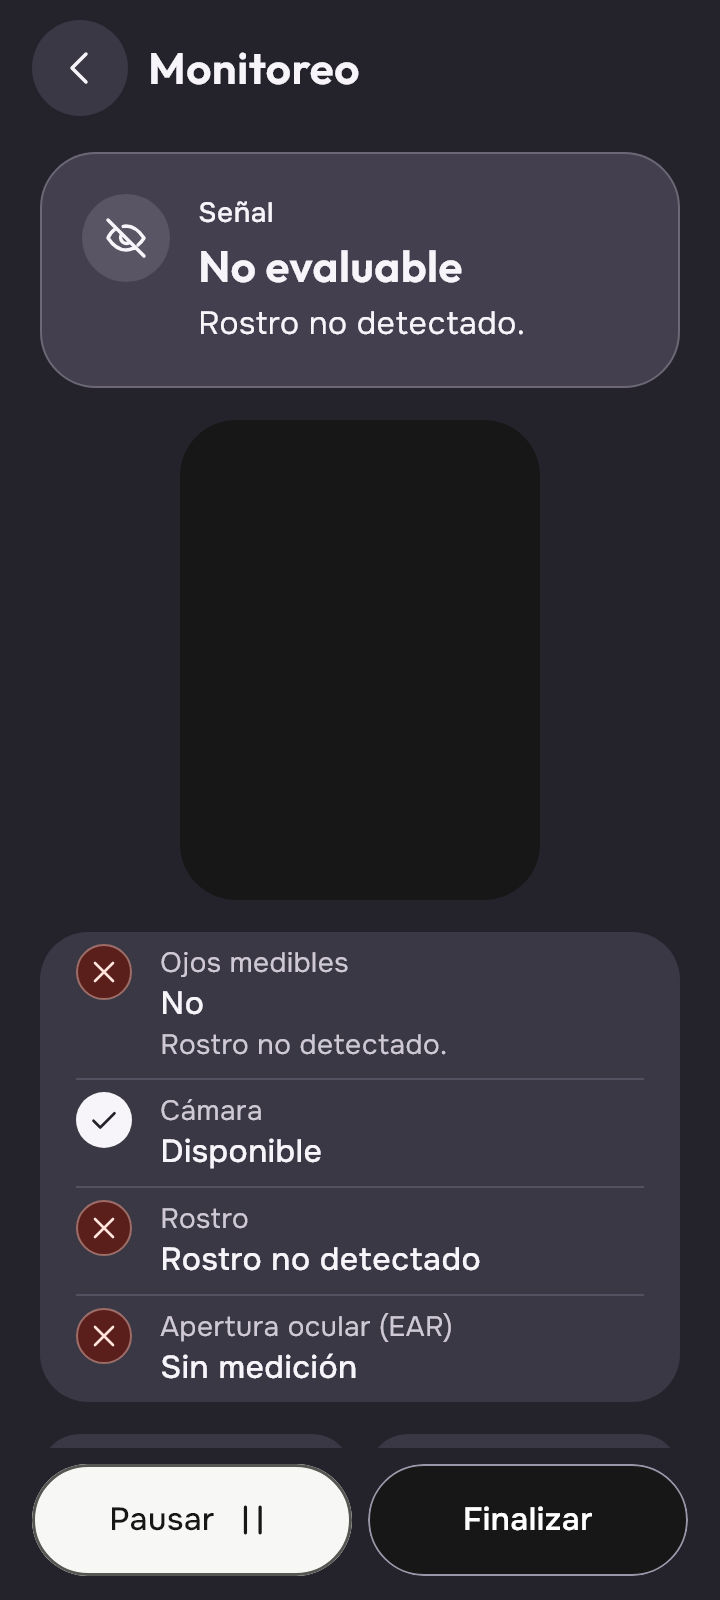 Monitoreo
Señal
No evaluable
Rostro no detectado.
Ojos medibles
No
Rostro no detectado.
Cámara
Disponible
Rostro
Rostro no detectado
Apertura ocular (EAR)
Sin medición
Pausar
Finalizar